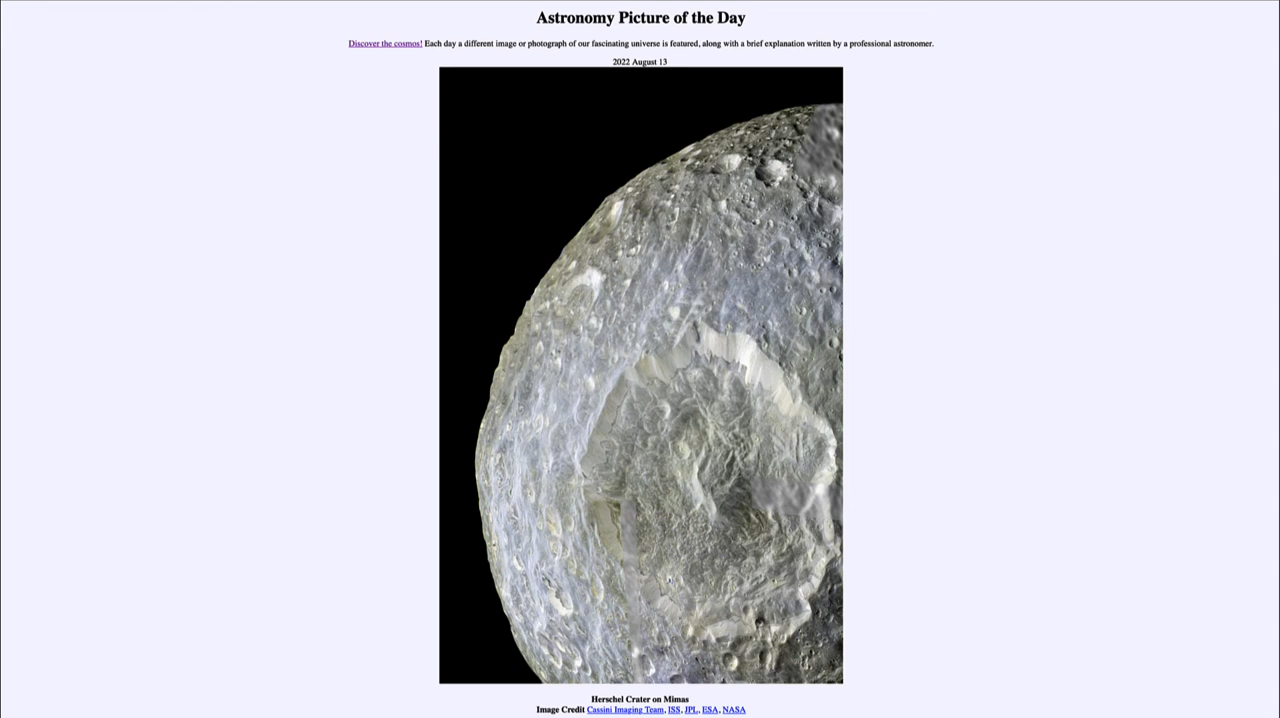 Astronomy Picture of the Day
Discover the cosmos! Each day a different image or photograph of our fascinating universe is featured, along with a brief explanation written by a professional astronomer.
2022 August 13
Herschel Crater on Mimas
Image Credit Cassini Imaging Team, ISS, JPL, ESA, NASA